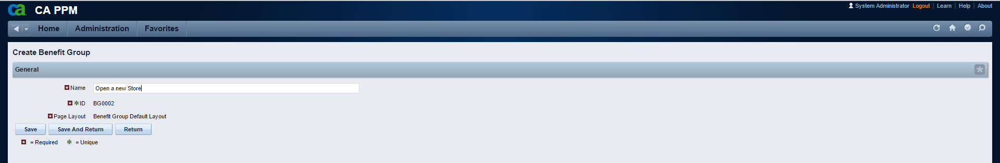 ca CA PPM
System Administrator Logout Learn Help About
Home Administration Favorites
Create Benefit Group
General
Name Open a new Store
ID BG0002
Page Layout Benefit Group Default Layout
Save Save And Return Return
= Required = Unique